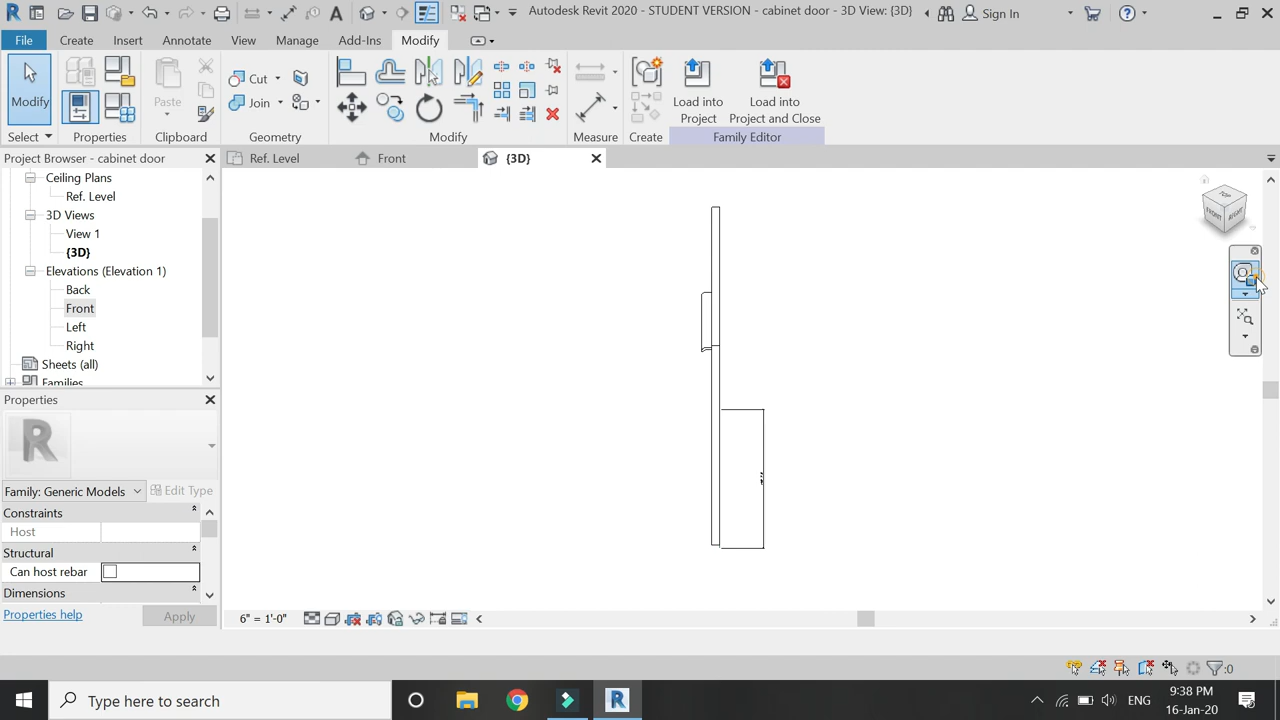 Autodesk Revit 2020 - STUDENT VERSION - cabinet door - 3D View: {3D}
Sign In
File Create Insert Annotate View Manage Add-Ins Modify
Modify
Paste
Cut
Join
Load into
Project
Load into
Project and Close
Select Properties Clipboard Geometry Modify Measure Create Family Editor
Project Browser - cabinet door
Ref. Level Front {3D}
Ceiling Plans
Ref. Level
3D Views
View 1
{3D}
Elevations (Elevation 1)
Back
Front
Left
Right
Sheets (all)
Families
TOP
FRONT
RIGHT
Properties
R
Family: Generic Models
Edit Type
Constraints
Host
Structural
Can host rebar
Dimensions
Properties help
Apply
6" = 1'-0"
:0
Type here to search
ENG
9:38 PM
16-Jan-20